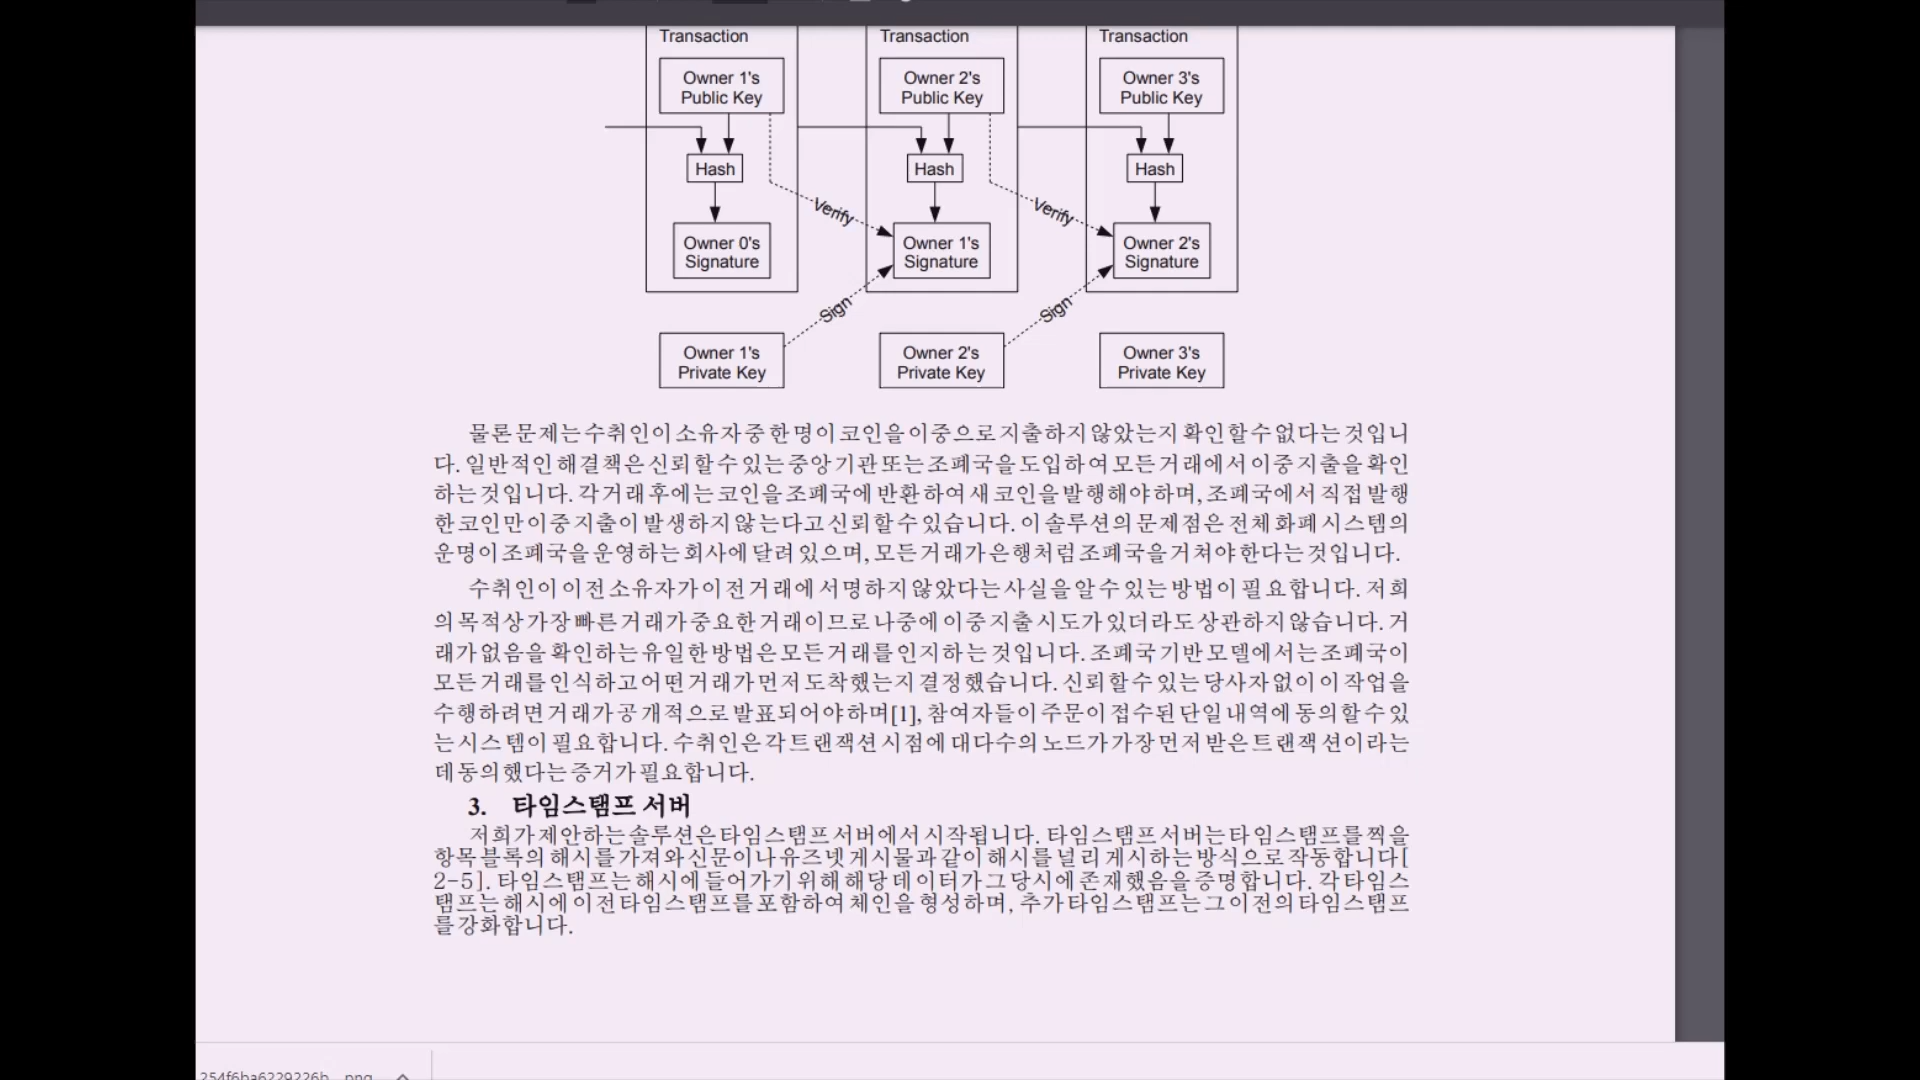 Transaction Transaction Transaction
Owner 1's Owner 2's Owner 3's
Public Key Public Key Public Key
Hash Hash Hash
Verify Verify
Owner 0's Owner 1's Owner 2's
Signature Signature Signature
Sign Sign
Owner 1's Owner 2's Owner 3's
Private Key Private Key Private Key
물론 문제는 수취인이 소유자 중 한 명이 코인을 이중으로 지출하지 않았는지 확인할 수 없다는 것입니
다. 일반적인 해결책은 신뢰할 수 있는 중앙 기관 또는 조폐국을 도입하여 모든 거래에서 이중 지출을 확인
하는 것입니다. 각 거래 후에는 코인을 조폐국에 반환하여 새 코인을 발행해야 하며, 조폐국에서 직접 발행
한 코인만 이중 지출이 발생하지 않는다고 신뢰할 수 있습니다. 이 솔루션의 문제점은 전체 화폐 시스템의
운명이 조폐국을 운영하는 회사에 달려 있으며, 모든 거래가 은행처럼 조폐국을 거쳐야 한다는 것입니다.
수취인이 이전 소유자가 이전 거래에 서명하지 않았다는 사실을 알 수 있는 방법이 필요합니다. 저희
의 목적상 가장 빠른 거래가 중요한 거래이므로 나중에 이중 지출 시도가 있더라도 상관하지 않습니다. 거
래가 없음을 확인하는 유일한 방법은 모든 거래를 인지하는 것입니다. 조폐국 기반 모델에서는 조폐국이
모든 거래를 인식하고 어떤 거래가 먼저 도착했는지 결정했습니다. 신뢰할 수 있는 당사자 없이 이 작업을
수행하려면 거래가 공개적으로 발표되어야 하며[1], 참여자들이 주문이 접수된 단일 내역에 동의할 수 있
는 시스템이 필요합니다. 수취인은 각 트랜잭션 시점에 대다수의 노드가 가장 먼저 받은 트랜잭션이라는
데 동의했다는 증거가 필요합니다.
3. 타임스탬프 서버
저희가 제안하는 솔루션은 타임스탬프 서버에서 시작됩니다. 타임스탬프 서버는 타임스탬프를 찍을
항목 블록의 해시를 가져와 신문이나 유즈넷 게시물과 같이 해시를 널리 게시하는 방식으로 작동합니다[
2-5]. 타임스탬프는 해시에 들어가기 위해 해당 데이터가 그 당시에 존재했음을 증명합니다. 각 타임스
탬프는 해시에 이전 타임스탬프를 포함하여 체인을 형성하며, 추가 타임스탬프는 그 이전의 타임스탬프
를 강화합니다.
254f6ba6229226b....png